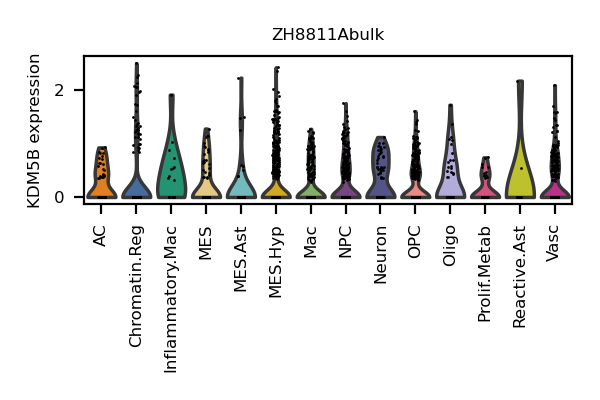 ZH8811Abulk
KDM5B expression
2
0
AC
Chromatin.Reg
Inflammatory.Mac
MES
MES.Ast
MES.Hyp
Mac
NPC
Neuron
OPC
Oligo
Prolif.Metab
Reactive.Ast
Vasc